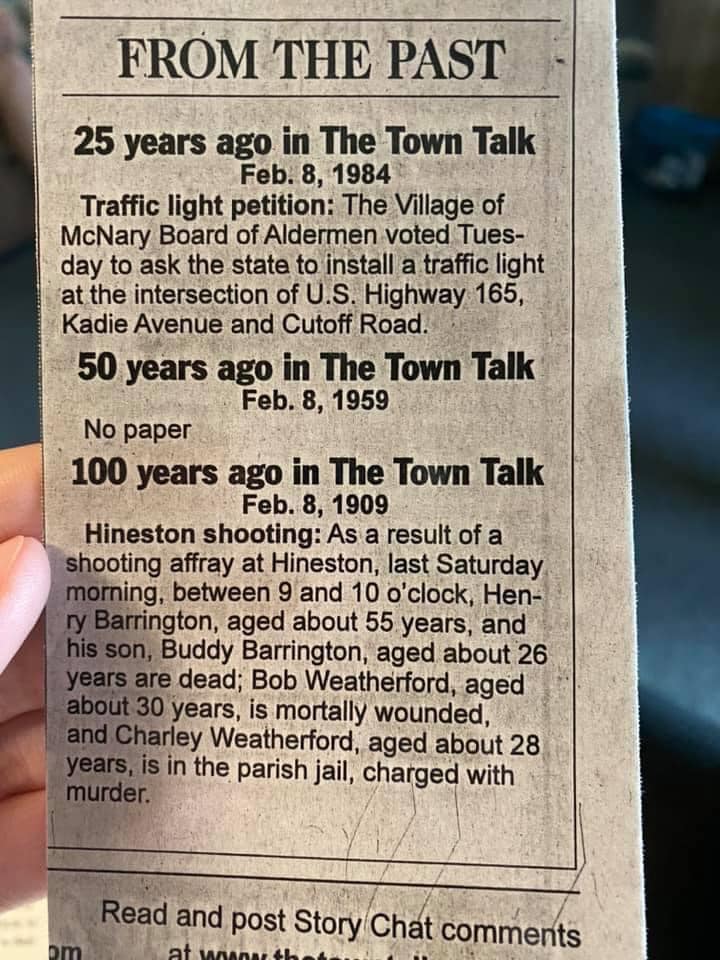 FROM THE PAST
25 years ago in The Town Talk
Feb. 8, 1984
Traffic light petition: The Village of
McNary Board of Aldermen voted Tues-
day to ask the state to install a traffic light
at the intersection of U.S. Highway 165,
Kadie Avenue and Cutoff Road.
50 years ago in The Town Talk
Feb. 8, 1959
No paper
100 years ago in The Town Talk
Feb. 8, 1909
Hineston shooting: As a result of a
shooting affray at Hineston, last Saturday
morning, between 9 and 10 o'clock, Hen-
ry Barrington, aged about 55 years, and
his son, Buddy Barrington, aged about 26
years are dead; Bob Weatherford, aged
about 30 years, is mortally wounded,
and Charley Weatherford, aged about 28
years, is in the parish jail, charged with
murder.
Read and post Story Chat comments
om at